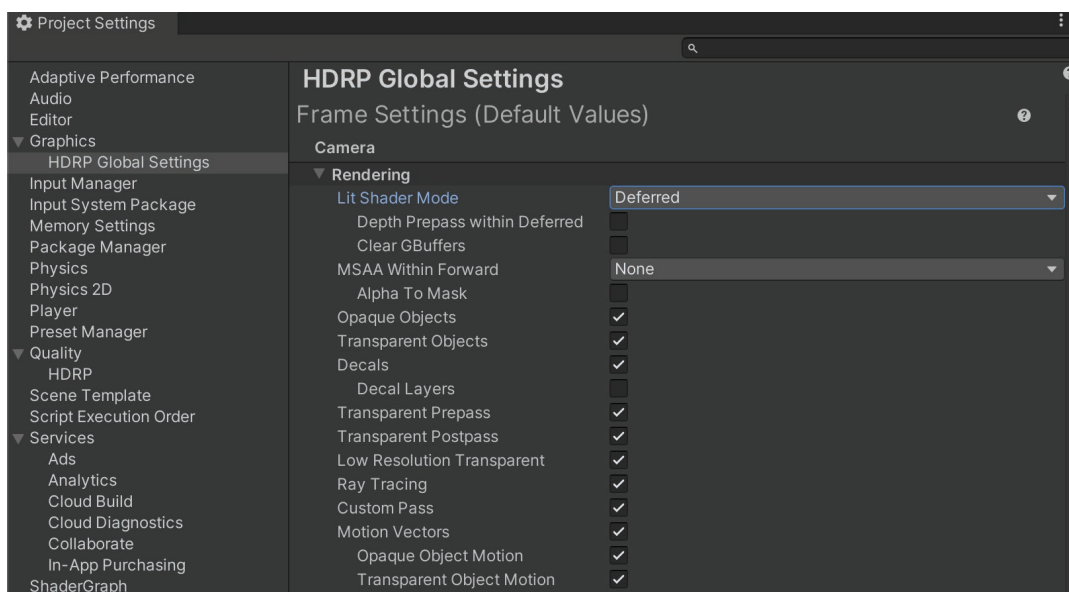 Project Settings
Adaptive Performance
Audio
Editor
Graphics
HDRP Global Settings
Input Manager
Input System Package
Memory Settings
Package Manager
Physics
Physics 2D
Player
Preset Manager
Quality
HDRP
Scene Template
Script Execution Order
Services
Ads
Analytics
Cloud Build
Cloud Diagnostics
Collaborate
In-App Purchasing
ShaderGraph
HDRP Global Settings
Frame Settings (Default Values)
Camera
Rendering
Lit Shader Mode Deferred
Depth Prepass within Deferred
Clear GBuffers
MSAA Within Forward None
Alpha To Mask
Opaque Objects
Transparent Objects
Decals
Decal Layers
Transparent Prepass
Transparent Postpass
Low Resolution Transparent
Ray Tracing
Custom Pass
Motion Vectors
Opaque Object Motion
Transparent Object Motion